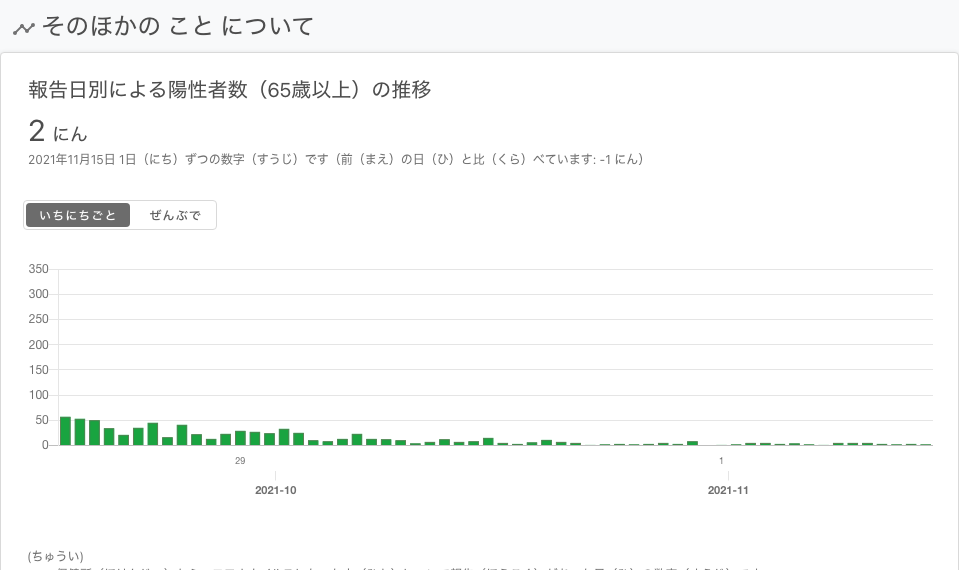 そのほかの こと について
報告日別による陽性者数（65歳以上）の推移
2 にん
2021年11月15日 1日（にち）ずつの数字（すうじ）です（前（まえ）の日（ひ）と比（くら）べています: -1 にん）
いちにちごと ぜんぶで
350
300
250
200
150
100
50
0
29 1
2021-10 2021-11
(ちゅうい)